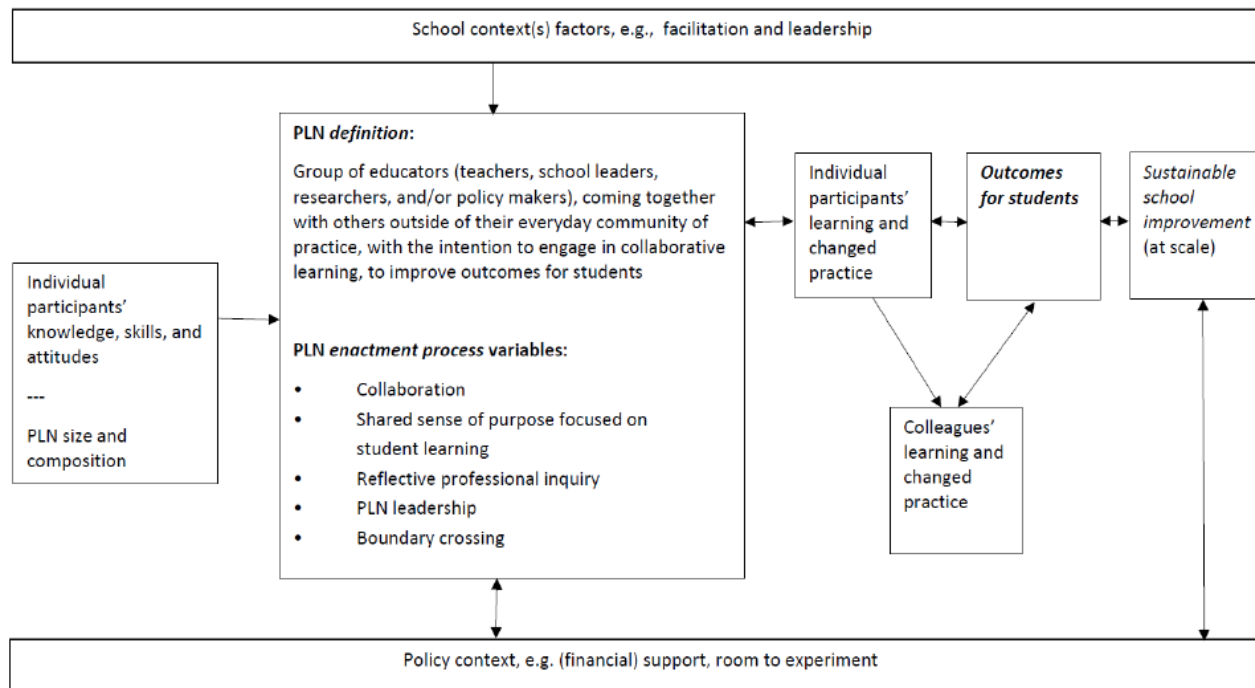 School context(s) factors, e.g.,  facilitation and leadership
PLN definition:
Group of educators (teachers, school leaders,
researchers, and/or policy makers), coming together
with others outside of their everyday community of
practice, with the intention to engage in collaborative
learning, to improve outcomes for students
PLN enactment process variables:
• Collaboration
• Shared sense of purpose focused on
student learning
• Reflective professional inquiry
• PLN leadership
• Boundary crossing
Individual
participants’
knowledge, skills, and
attitudes
---
PLN size and
composition
Individual
participants’
learning and
changed
practice
Outcomes
for students
Sustainable
school
improvement
(at scale)
Colleagues’
learning and
changed
practice
Policy context, e.g. (financial) support, room to experiment